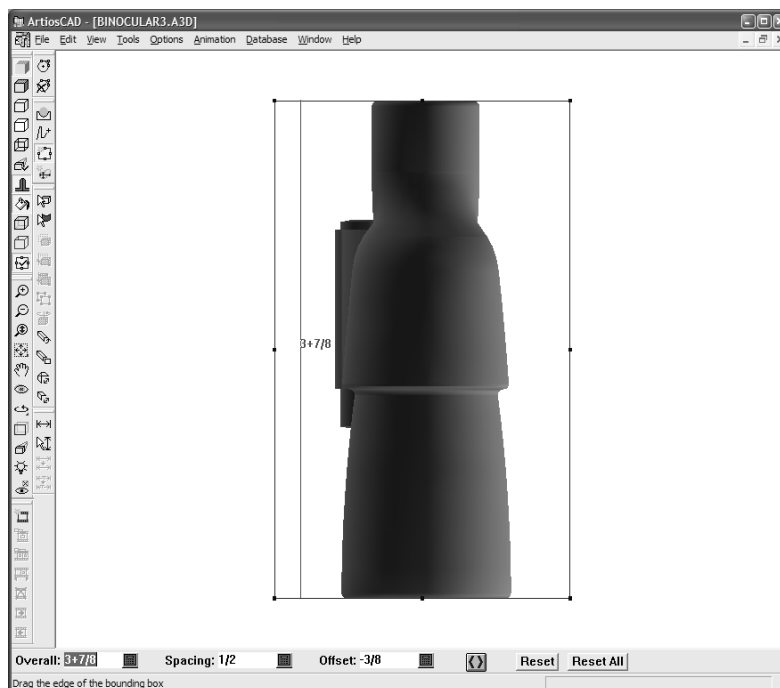 ArtiosCAD - [BINOCULAR3.A3D]
File Edit View Tools Options Animation Database Window Help
3+7/8
Overall: 3+7/8 Spacing: 1/2 Offset: -3/8 Reset Reset All
Drag the edge of the bounding box